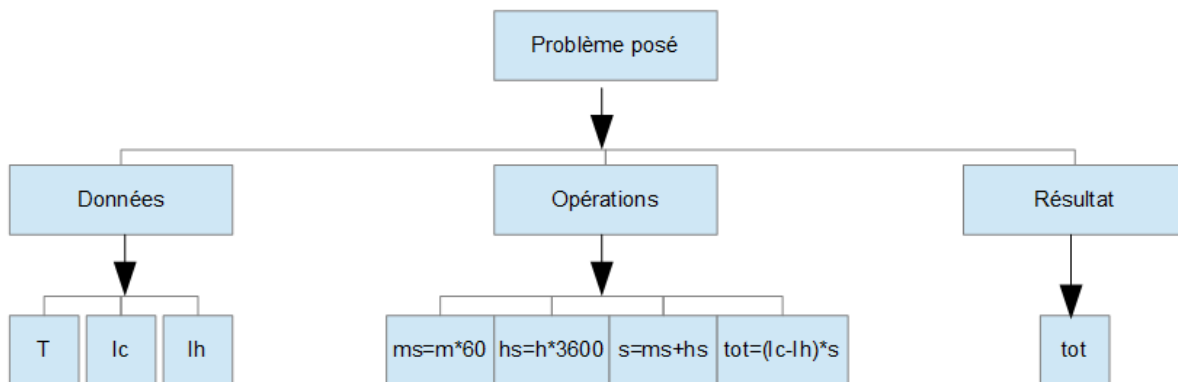 Problème posé
Données
Opérations
Résultat
T
Ic
Ih
ms=m*60
hs=h*3600
s=ms+hs
tot=(Ic-Ih)*s
tot